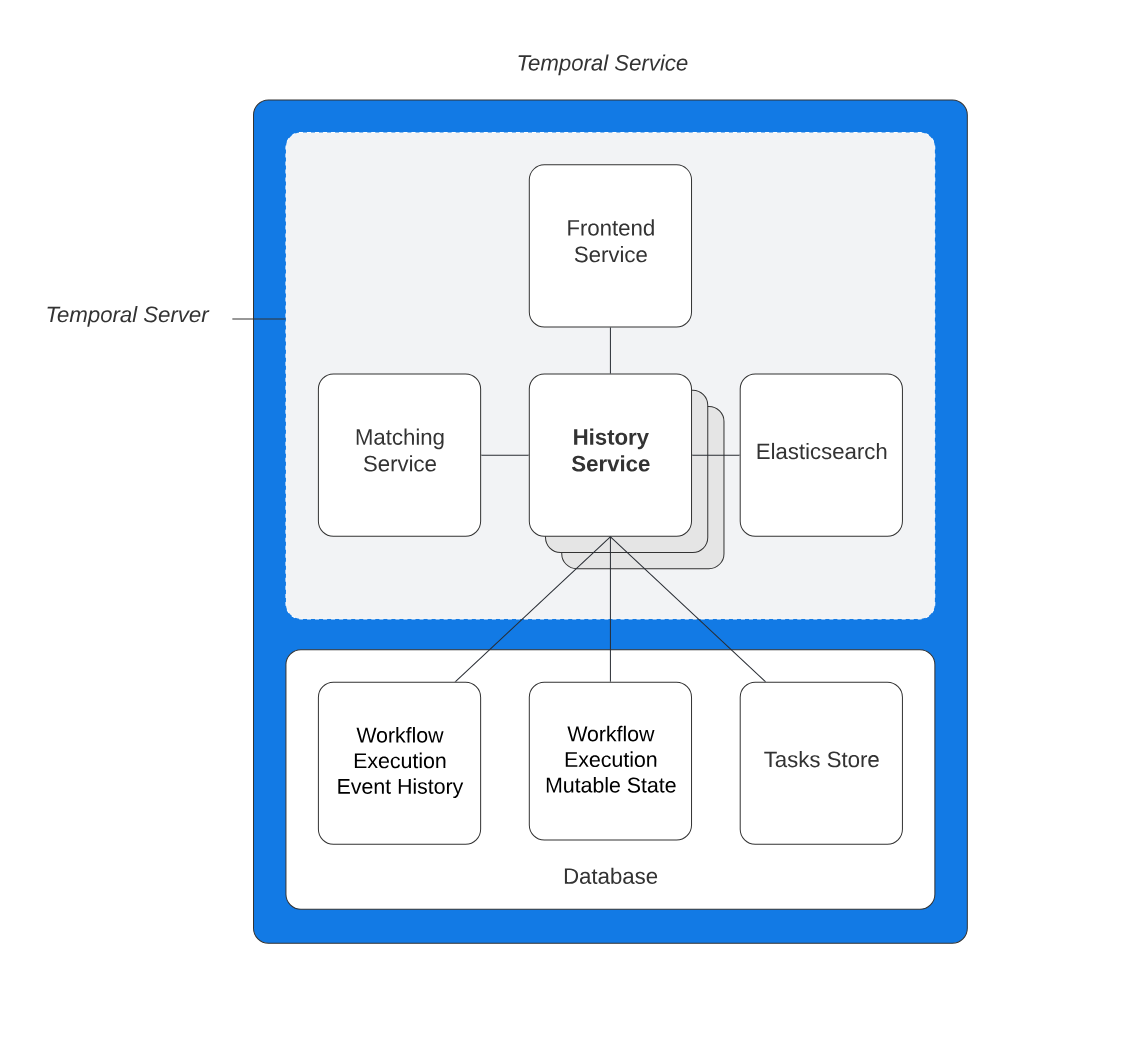 Temporal Service
Temporal Server
Frontend
Service
Matching
Service
History
Service
Elasticsearch
Workflow
Execution
Event History
Workflow
Execution
Mutable State
Tasks Store
Database